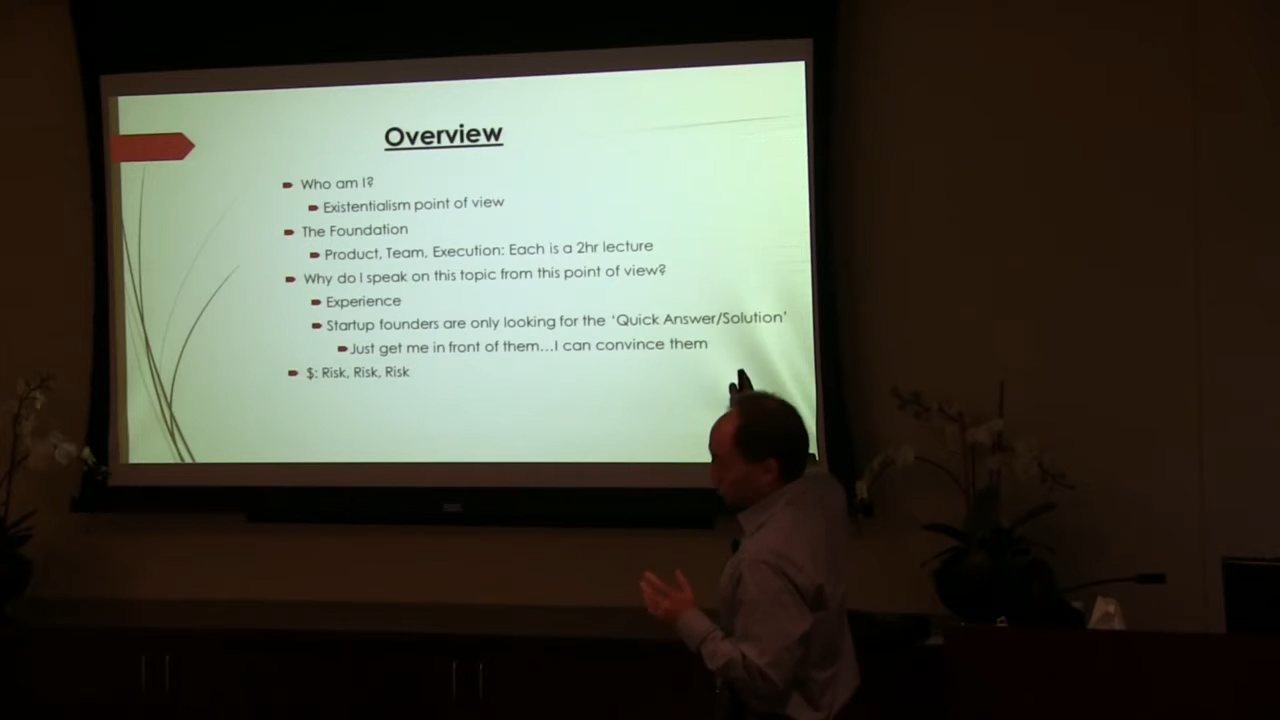 Overview
Who am I?
Existentialism point of view
The Foundation
Product, Team, Execution: Each is a 2hr lecture
Why do I speak on this topic from this point of view?
Experience
Startup founders are only looking for the ‘Quick Answer/Solution’
Just get me in front of them...I can convince them
$: Risk, Risk, Risk